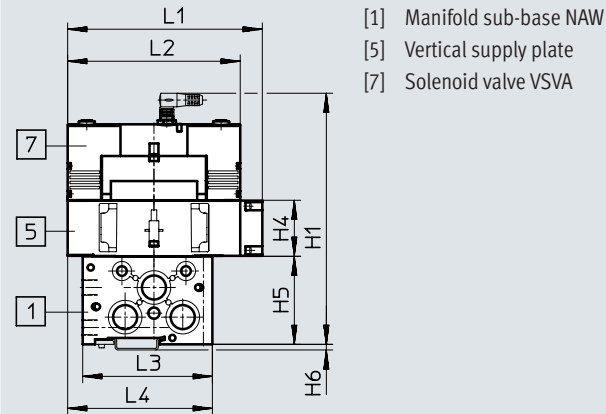 L1
L2
[1] Manifold sub-base NAW
[5] Vertical supply plate
[7] Solenoid valve VSVA
7
5
1
H4
H1
H5
H6
L3
L4